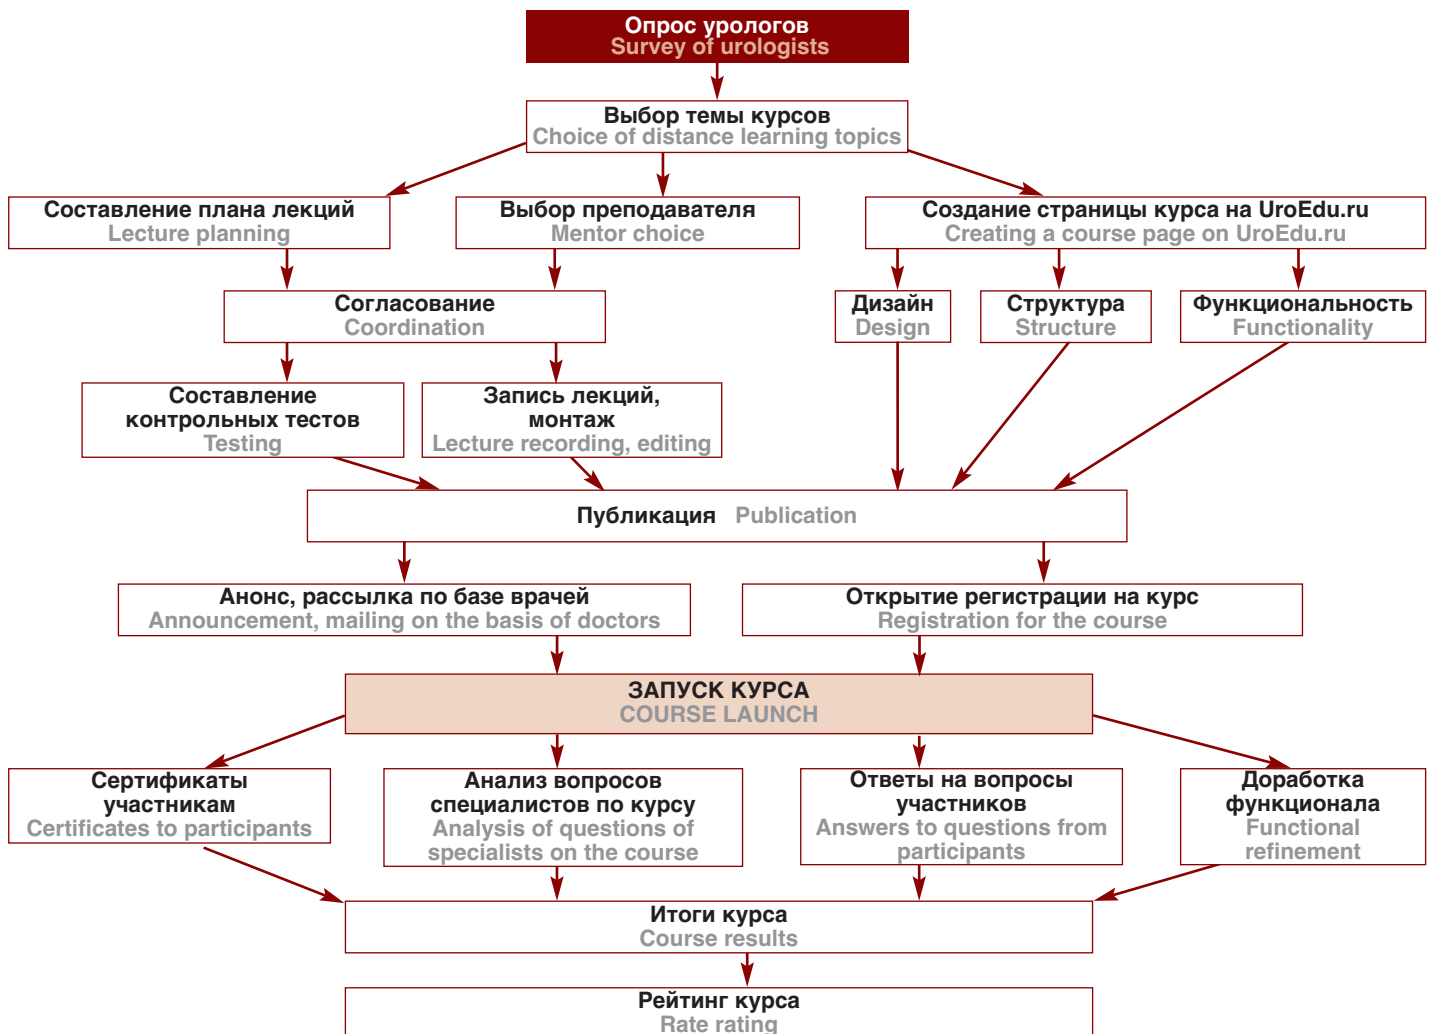 Опрос урологов
Survey of urologists
Выбор темы курсов
Choice of distance learning topics
Составление плана лекций
Lecture planning
Выбор преподавателя
Mentor choice
Создание страницы курса на UroEdu.ru
Creating a course page on UroEdu.ru
Согласование
Coordination
Дизайн
Design
Структура
Structure
Функциональность
Functionality
Составление
контрольных тестов
Testing
Запись лекций,
монтаж
Lecture recording, editing
Публикация Publication
Анонс, рассылка по базе врачей
Announcement, mailing on the basis of doctors
Открытие регистрации на курс
Registration for the course
ЗАПУСК КУРСА
COURSE LAUNCH
Сертификаты
участникам
Certificates to participants
Анализ вопросов
специалистов по курсу
Analysis of questions of
specialists on the course
Ответы на вопросы
участников
Answers to questions from
participants
Доработка
функционала
Functional
refinement
Итоги курса
Course results
Рейтинг курса
Rate rating